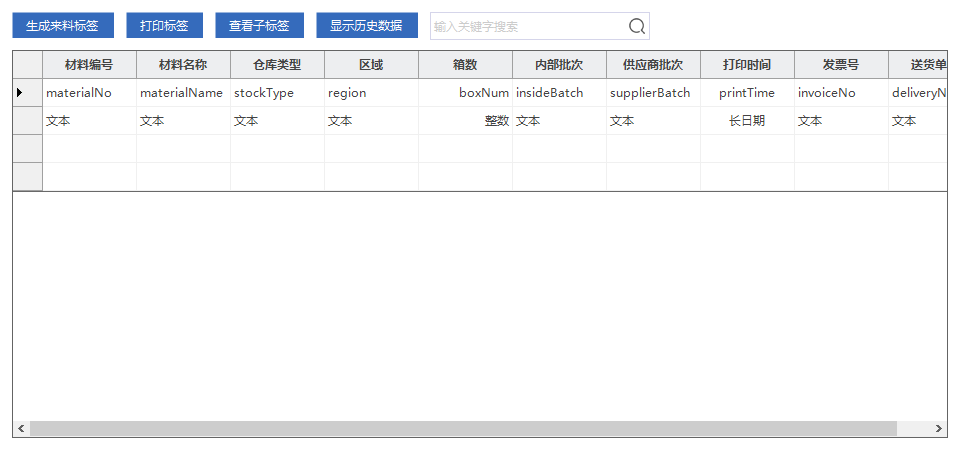 生成来料标签 打印标签 查看子标签 显示历史数据 输入关键字搜索
材料编号 材料名称 仓库类型 区域 箱数 内部批次 供应商批次 打印时间 发票号 送货单
materialNo materialName stockType region boxNum insideBatch supplierBatch printTime invoiceNo deliveryN
文本 文本 文本 文本 整数 文本 文本 长日期 文本 文本